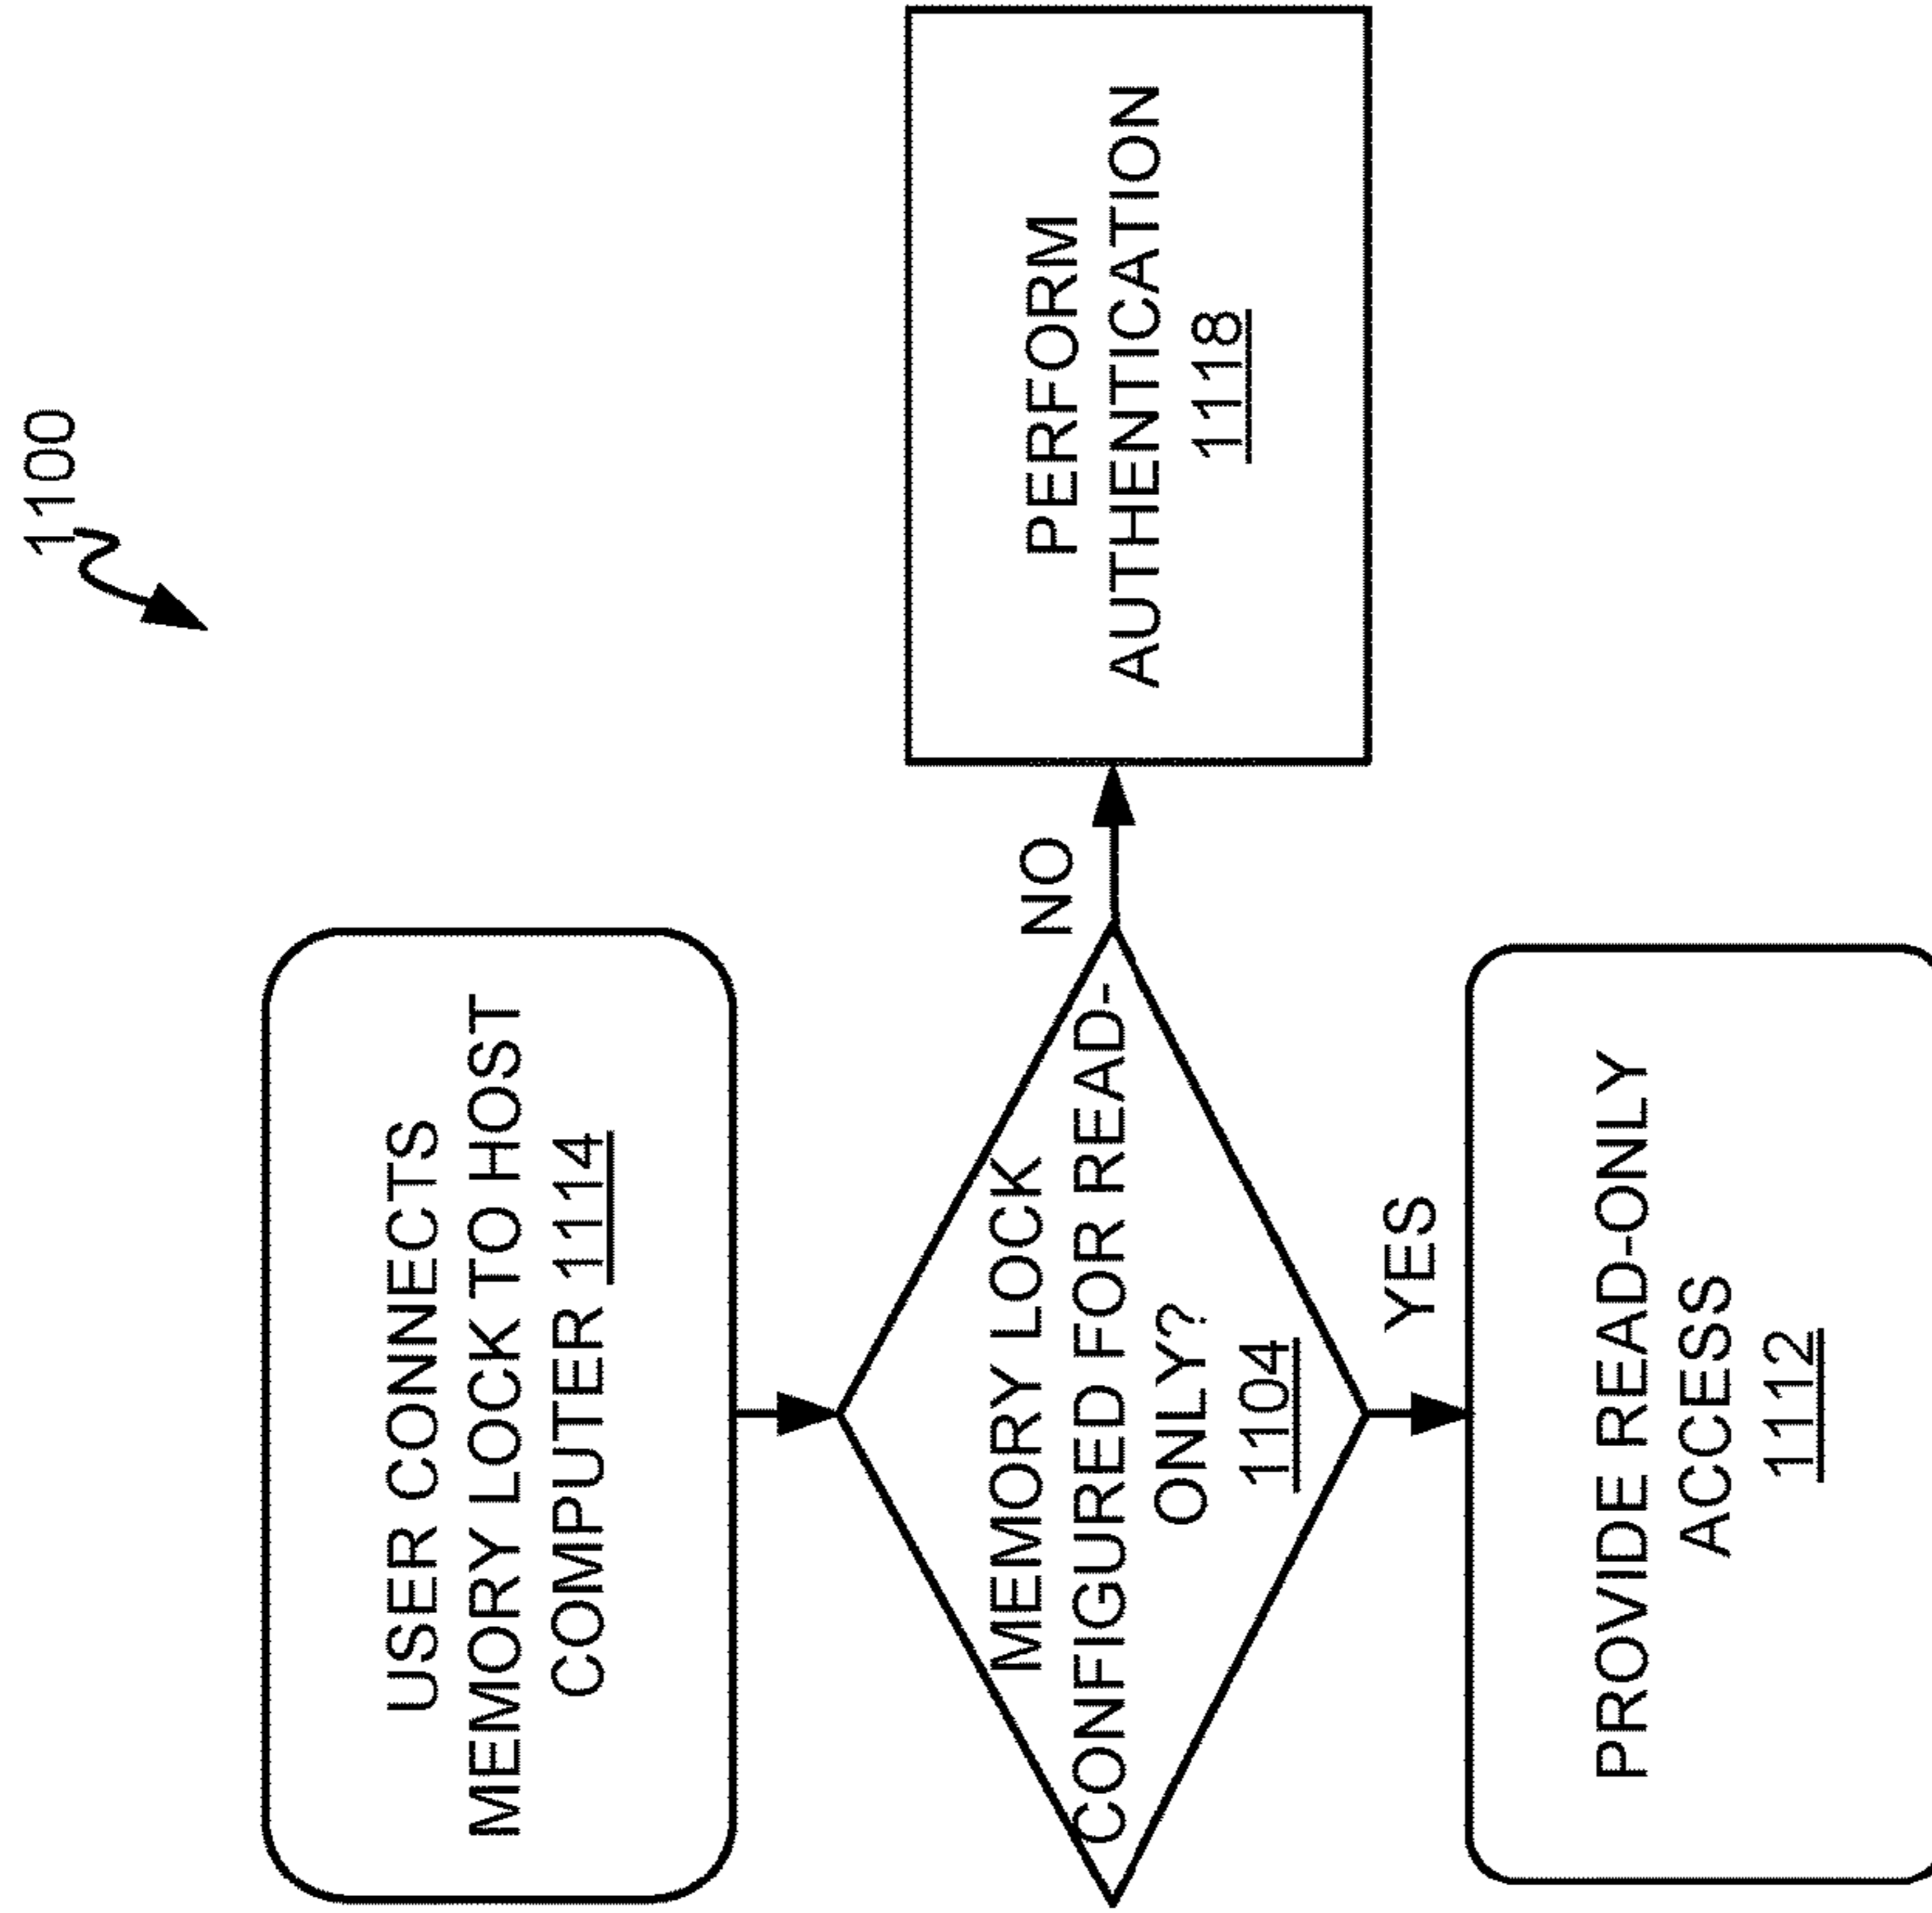 1100
USER CONNECTS
MEMORY LOCK TO HOST
COMPUTER 1114
MEMORY LOCK
CONFIGURED FOR READ-
ONLY?
1104
NO
PERFORM
AUTHENTICATION
1118
YES
PROVIDE READ-ONLY
ACCESS
1112